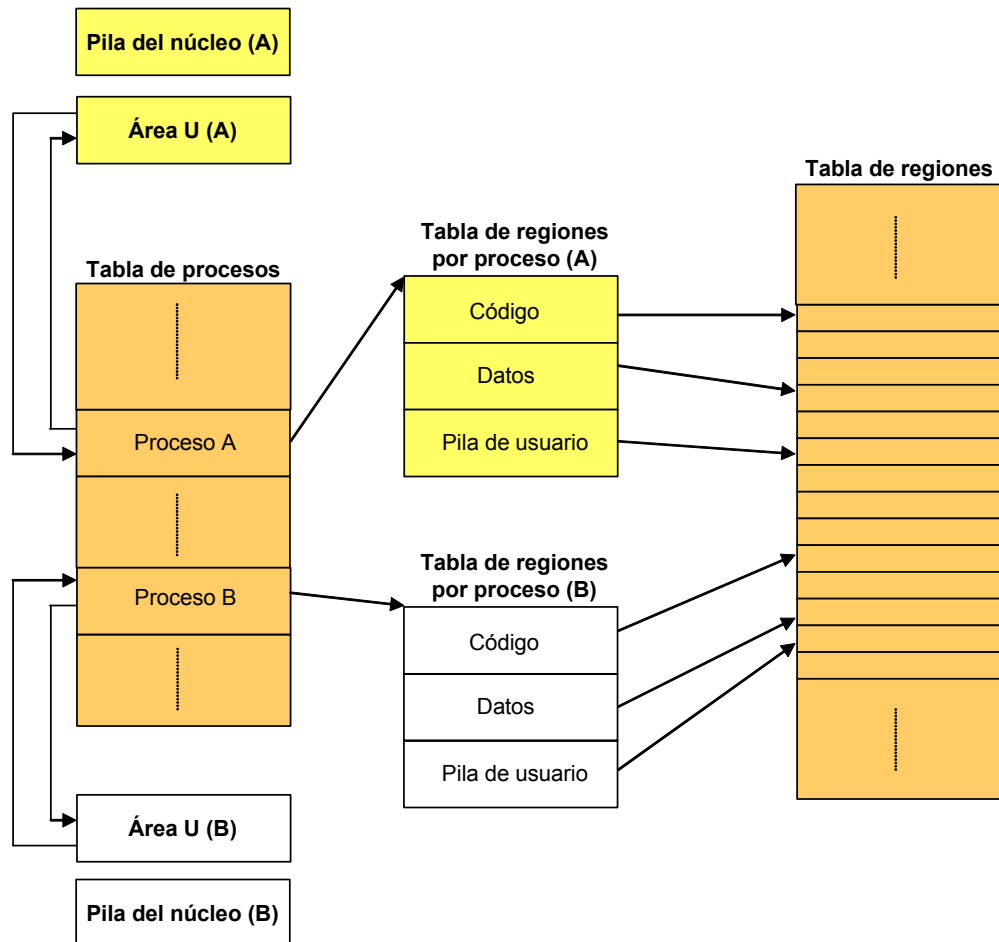 Pila del núcleo (A)
Área U (A)
Tabla de procesos
Proceso A
Proceso B
Área U (B)
Pila del núcleo (B)
Tabla de regiones
por proceso (A)
Código
Datos
Pila de usuario
Tabla de regiones
por proceso (B)
Código
Datos
Pila de usuario
Tabla de regiones